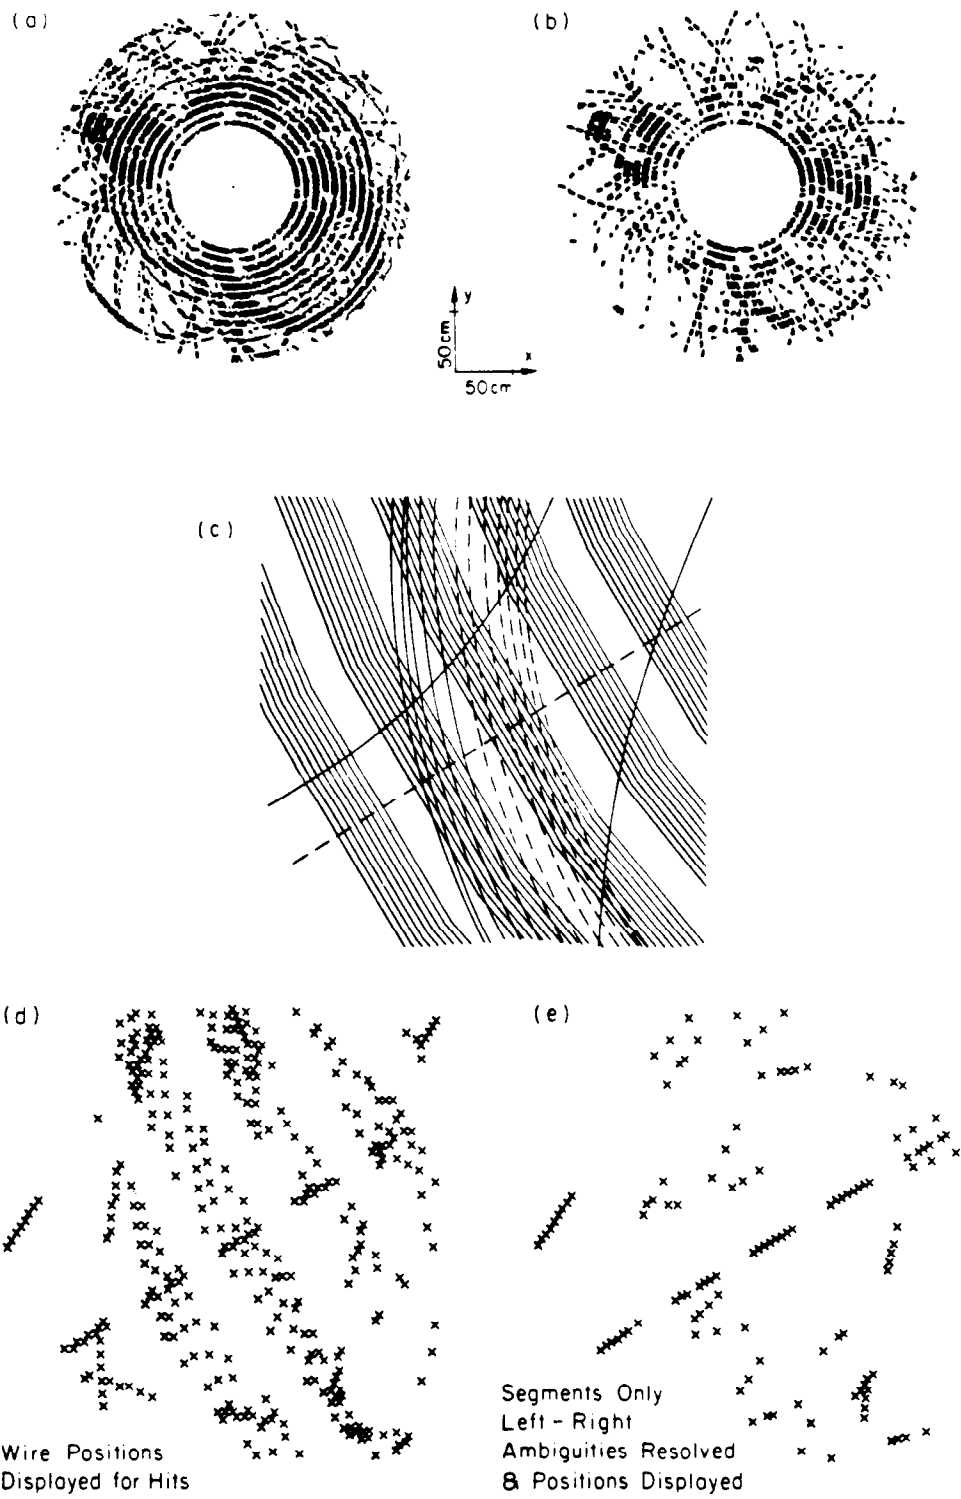 (a)
(b)
y
50cm
x
50cm
(c)
(d)
(e)
Wire Positions
Displayed for Hits
Segments Only
Left-Right
Ambiguities Resolved
& Positions Displayed